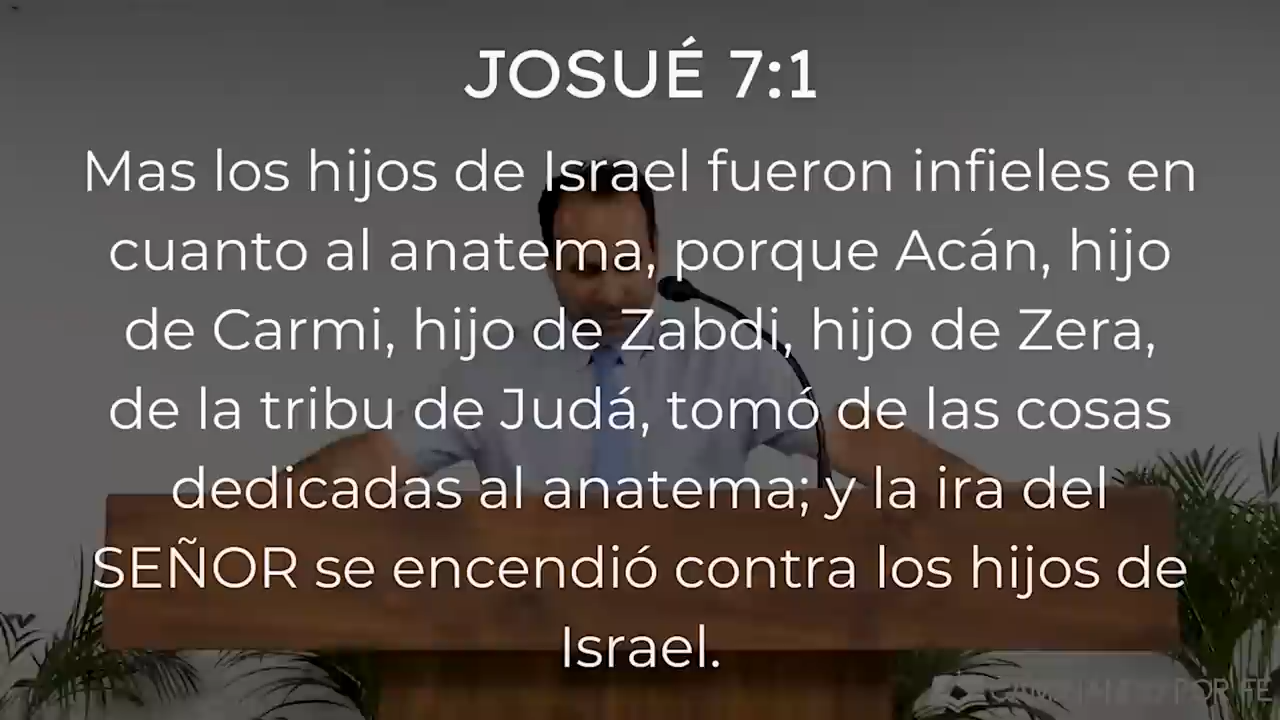 JOSUÉ 7:1
Mas los hijos de Israel fueron infieles en
cuanto al anatema, porque Acán, hijo
de Carmi, hijo de Zabdi, hijo de Zera,
de la tribu de Judá, tomó de las cosas
dedicadas al anatema; y la ira del
SEÑOR se encendió contra los hijos de
Israel.
POR FE